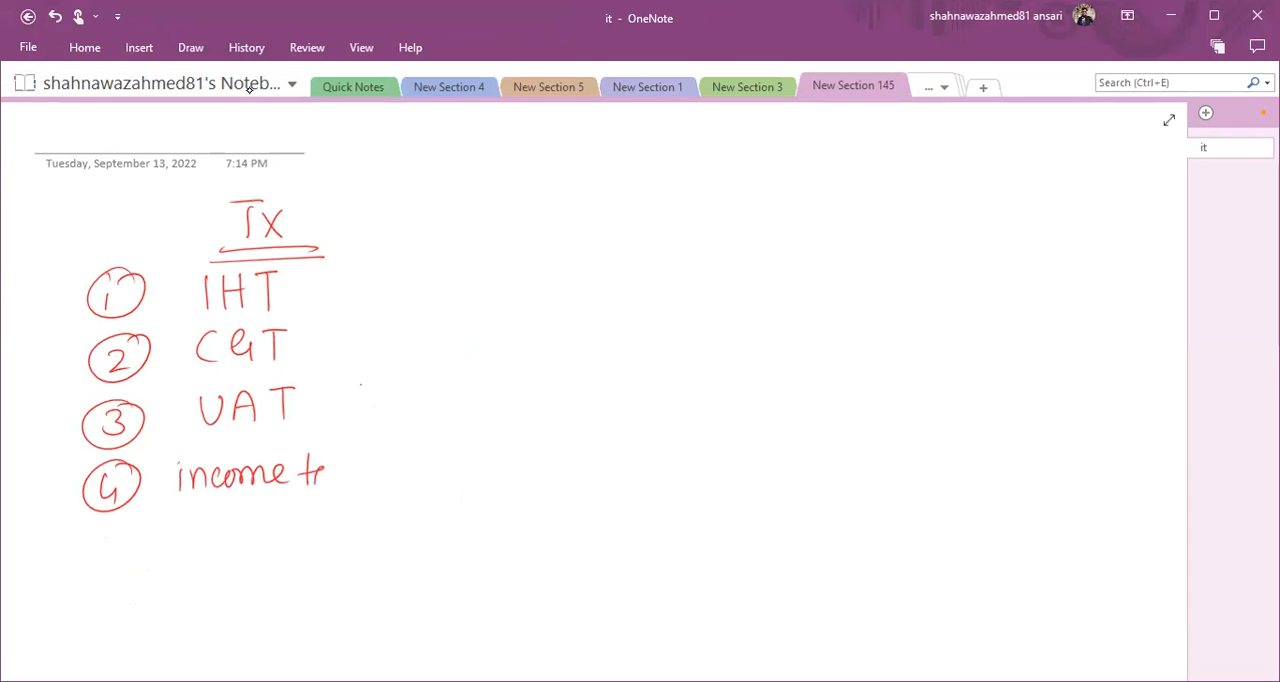 it - OneNote
shahnawazahmed81 ansari
File Home Insert Draw History Review View Help
shahnawazahmed81's Noteb...
Quick Notes New Section 4 New Section 5 New Section 1 New Section 3 New Section 145 ... +
Search (Ctrl+E)
it
Tuesday, September 13, 2022 7:14 PM
TX
1 IHT
2 CGT
3 VAT
4 income